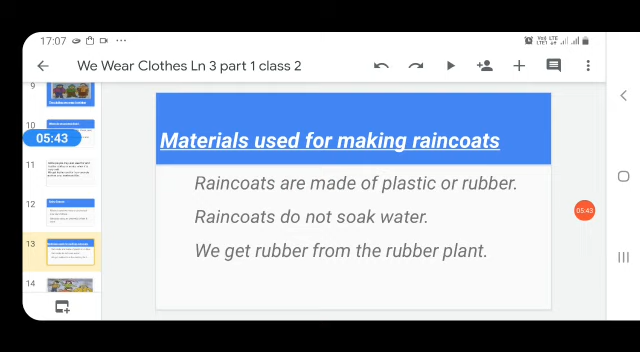 17:07
We Wear Clothes Ln 3 part 1 class 2
9
10
05:43
11
12
13
14
Materials used for making raincoats
Raincoats are made of plastic or rubber.
Raincoats do not soak water.
We get rubber from the rubber plant.
05:43